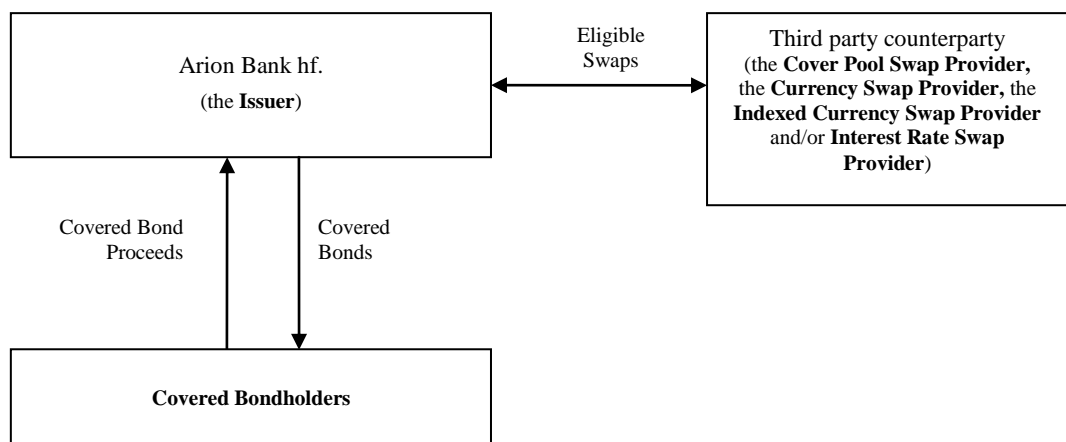 Arion Bank hf.
(the Issuer)
Eligible
Swaps
Third party counterparty
(the Cover Pool Swap Provider,
the Currency Swap Provider, the
Indexed Currency Swap Provider
and/or Interest Rate Swap
Provider)
Covered Bond
Proceeds
Covered
Bonds
Covered Bondholders